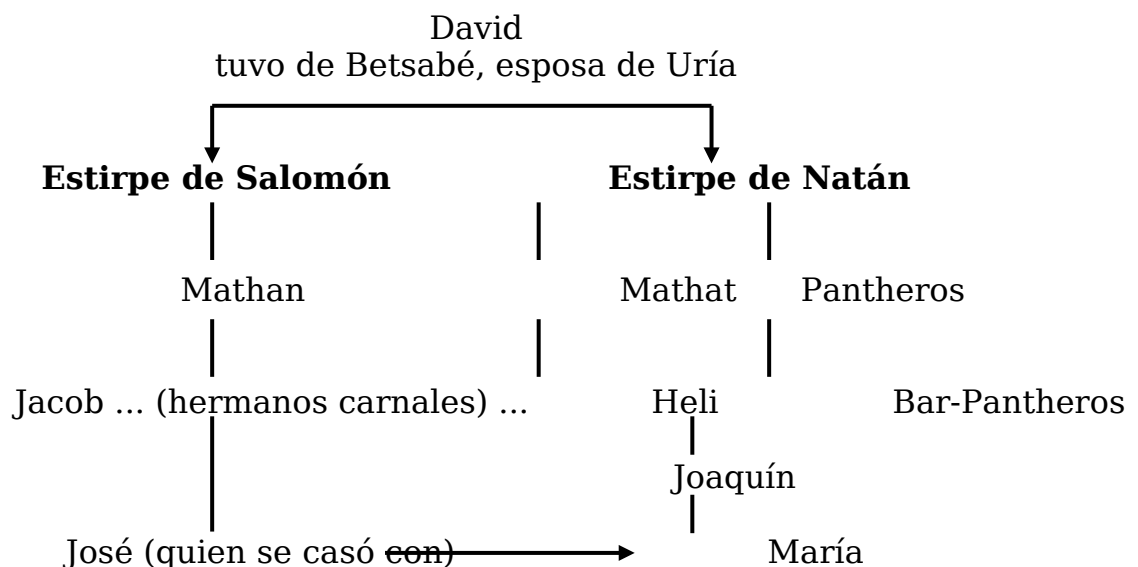 David
tuvo de Betsabé, esposa de Uría
Estirpe de Salomón Estirpe de Natán
Mathan Mathat Pantheros
Jacob ... (hermanos carnales) ... Heli Bar-Pantheros
Joaquín
José (quien se casó con) María